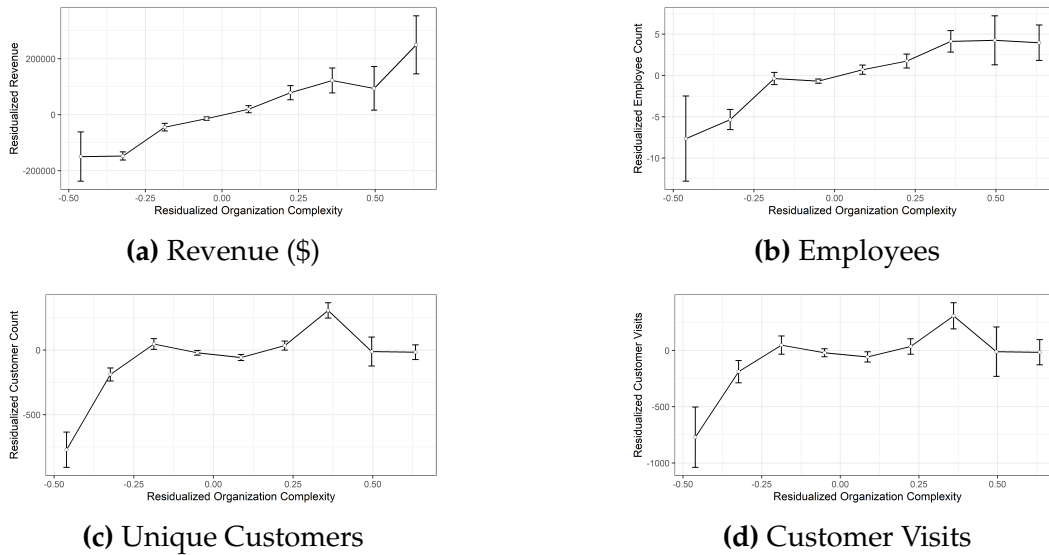 Residualized Revenue
200000
0
-200000
-0.50 -0.25 0.00 0.25 0.50
Residualized Organization Complexity
(a) Revenue ($)
Residualized Employee Count
5
0
-5
-10
-0.50 -0.25 0.00 0.25 0.50
Residualized Organization Complexity
(b) Employees
Residualized Customer Count
0
-500
-0.50 -0.25 0.00 0.25 0.50
Residualized Organization Complexity
(c) Unique Customers
Residualized Customer Visits
0
-500
-1000
-0.50 -0.25 0.00 0.25 0.50
Residualized Organization Complexity
(d) Customer Visits